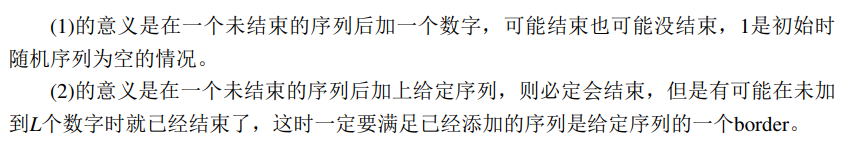 (1)的意义是在一个未结束的序列后加一个数字，可能结束也可能没结束，1是初始时
随机序列为空的情况。
(2)的意义是在一个未结束的序列后加上给定序列，则必定会结束，但是有可能在未加
到L个数字时就已经结束了，这时一定要满足已经添加的序列是给定序列的一个border。